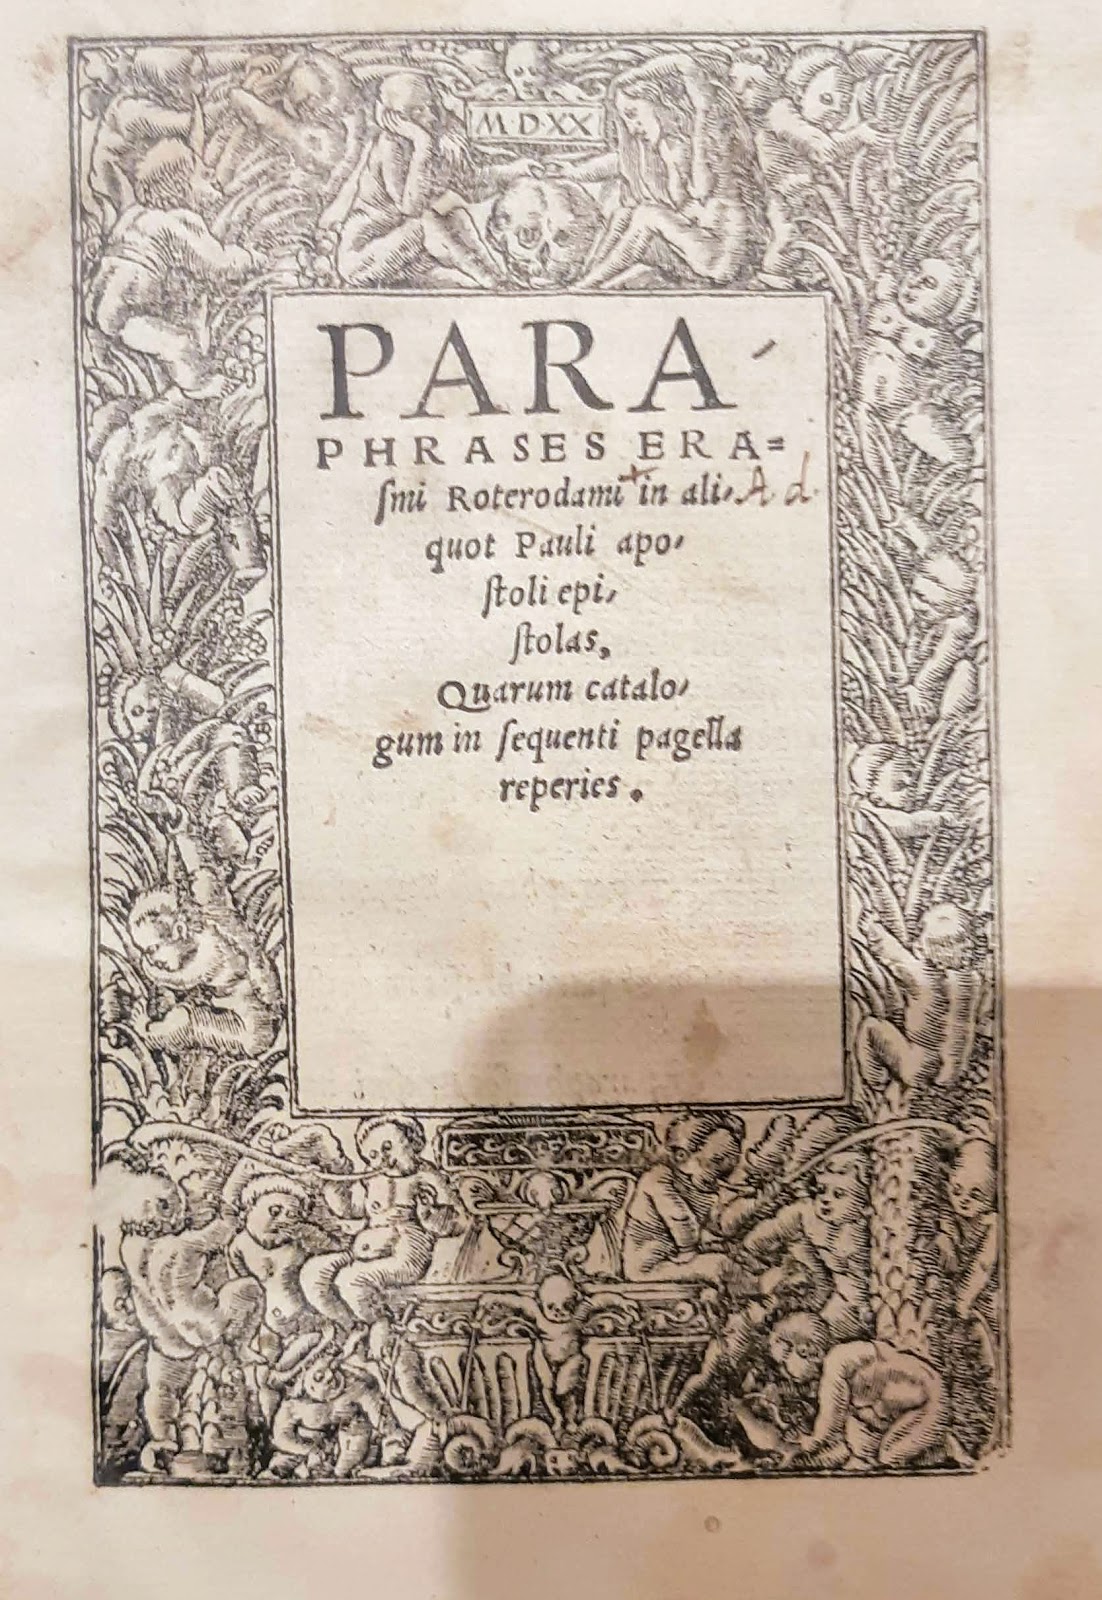 M·D·XX
PARA-
PHRASES ERA=
ſmi Roterodami + in ali- Ad
quot Pauli apo-
ſtoli epi-
ſtolas,
Quarum catalo-
gum in ſequenti pagella
reperies.